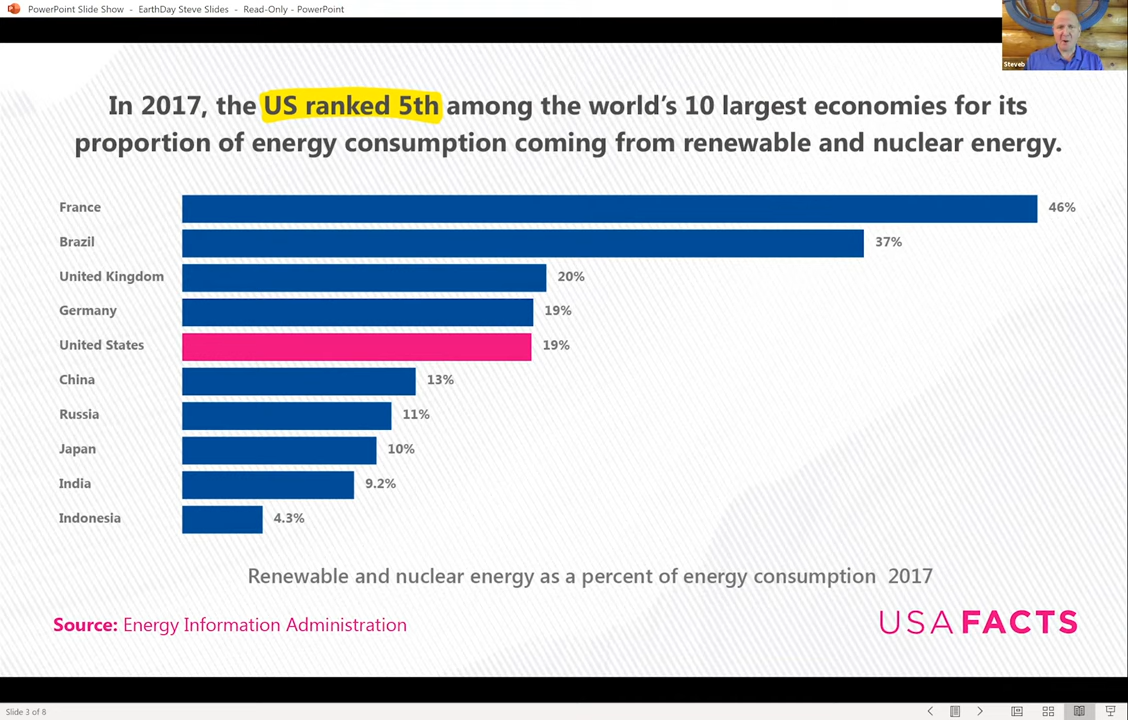 PowerPoint Slide Show - EarthDay Steve Slides - Read-Only - PowerPoint
Steveb
In 2017, the US ranked 5th among the world's 10 largest economies for its
proportion of energy consumption coming from renewable and nuclear energy.
France 46%
Brazil 37%
United Kingdom 20%
Germany 19%
United States 19%
China 13%
Russia 11%
Japan 10%
India 9.2%
Indonesia 4.3%
Renewable and nuclear energy as a percent of energy consumption 2017
Source: Energy Information Administration
USAFACTS
Slide 3 of 8